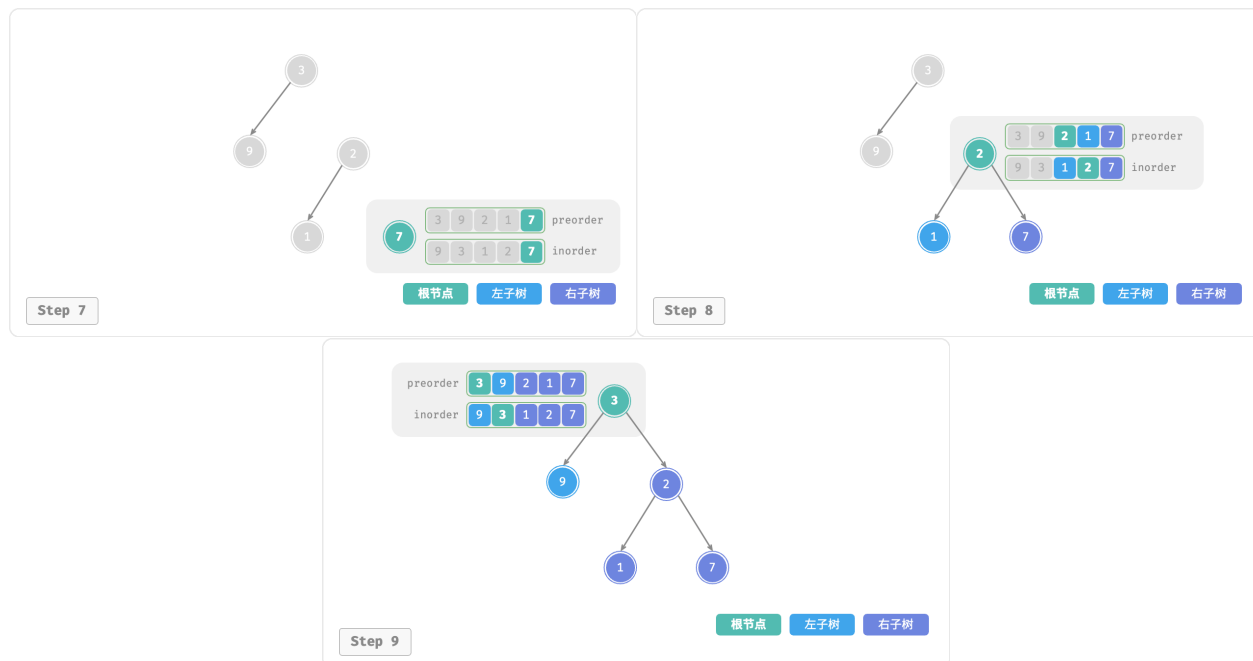 3
9
2
1
7
3 9 2 1 7 preorder
9 3 1 2 7 inorder
根节点 左子树 右子树
Step 7
3
9
2
3 9 2 1 7 preorder
9 3 1 2 7 inorder
1 7
根节点 左子树 右子树
Step 8
preorder 3 9 2 1 7
inorder 9 3 1 2 7
3
9 2
1 7
根节点 左子树 右子树
Step 9